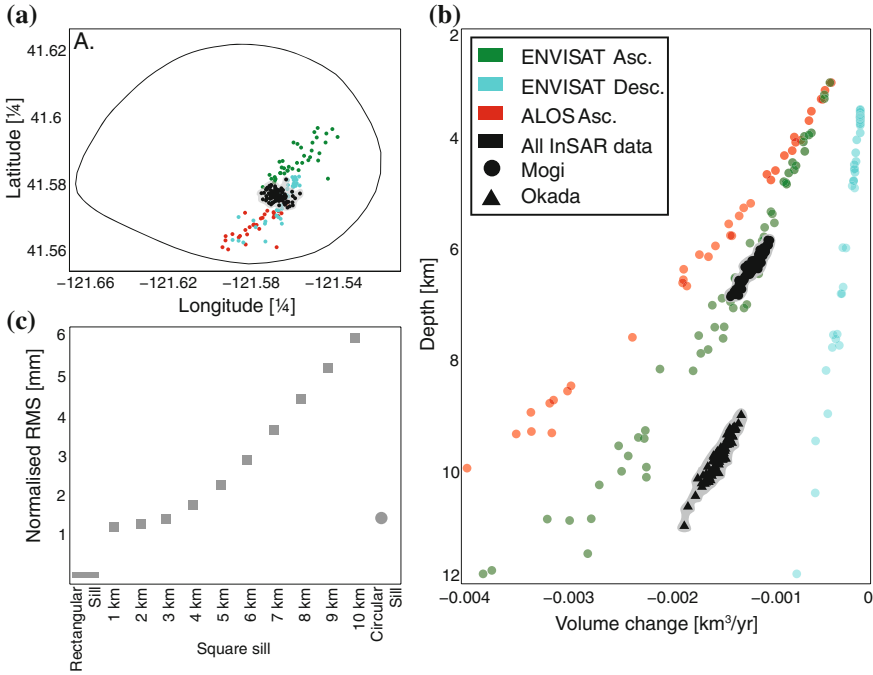 (a)
A.
41.62
41.6
41.58
41.56
Latitude [¼]
−121.66
−121.62
−121.58
−121.54
Longitude [¼]
(b)
ENVISAT Asc.
ENVISAT Desc.
ALOS Asc.
All InSAR data
Mogi
Okada
2
4
6
8
10
12
Depth [km]
−0.004
−0.003
−0.002
−0.001
0
Volume change [km³/yr]
(c)
6
5
4
3
2
1
Normalised RMS [mm]
Rectangular
Sill
1 km
2 km
3 km
4 km
5 km
6 km
7 km
8 km
9 km
10 km
Circular
Sill
Square sill